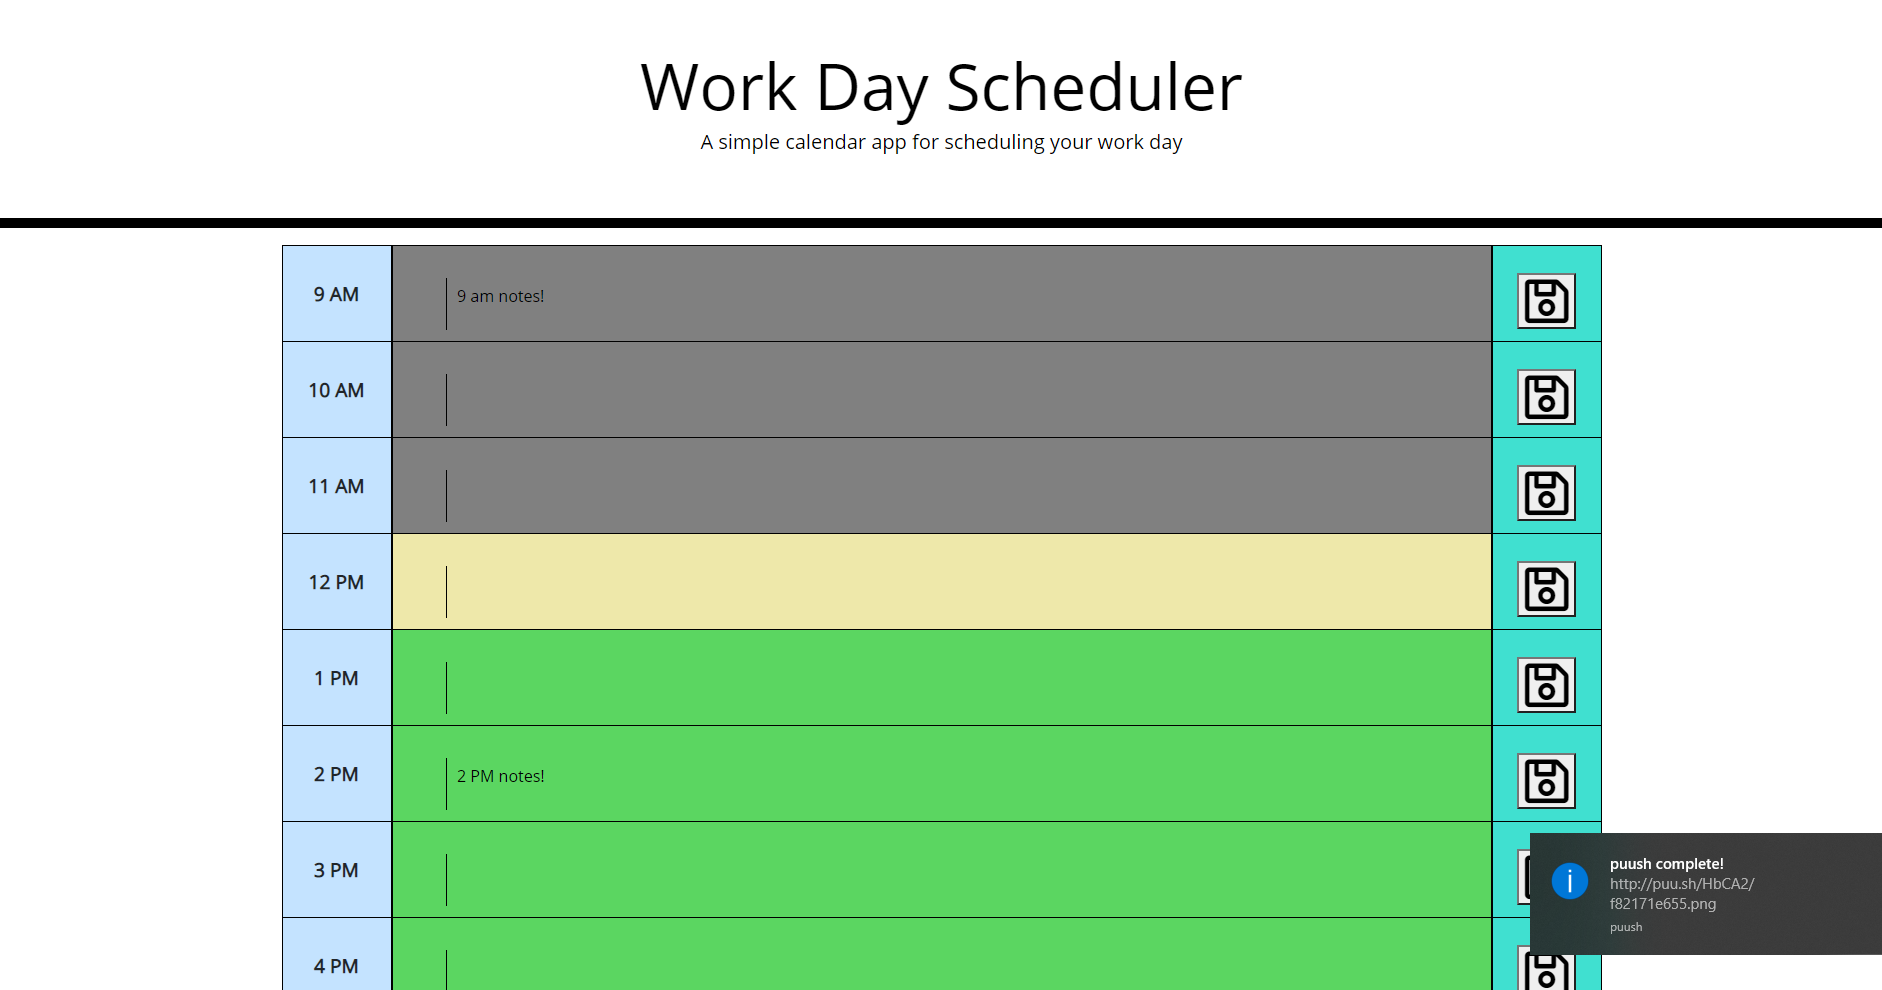 Work Day Scheduler
A simple calendar app for scheduling your work day
9 AM
9 am notes!
10 AM
11 AM
12 PM
1 PM
2 PM
2 PM notes!
3 PM
4 PM
puush complete!
http://puu.sh/HbCA2/
f82171e655.png
puush